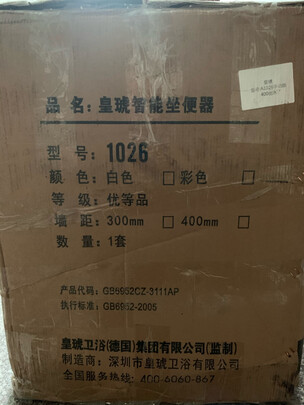 品 名: 皇琥智能坐便器
型 号: 1026
颜 色: 白色 □ 彩色 □
等 级: 优等品
墙 距: 300mm □ 400mm □
数 量: 1套
产品代码: GB6952CZ-3111AP
执行标准: GB6952-2005
皇琥卫浴(德国)集团有限公司(监制)
制造商: 深圳市皇琥卫浴有限公司
全国服务热线: 400-6060-867